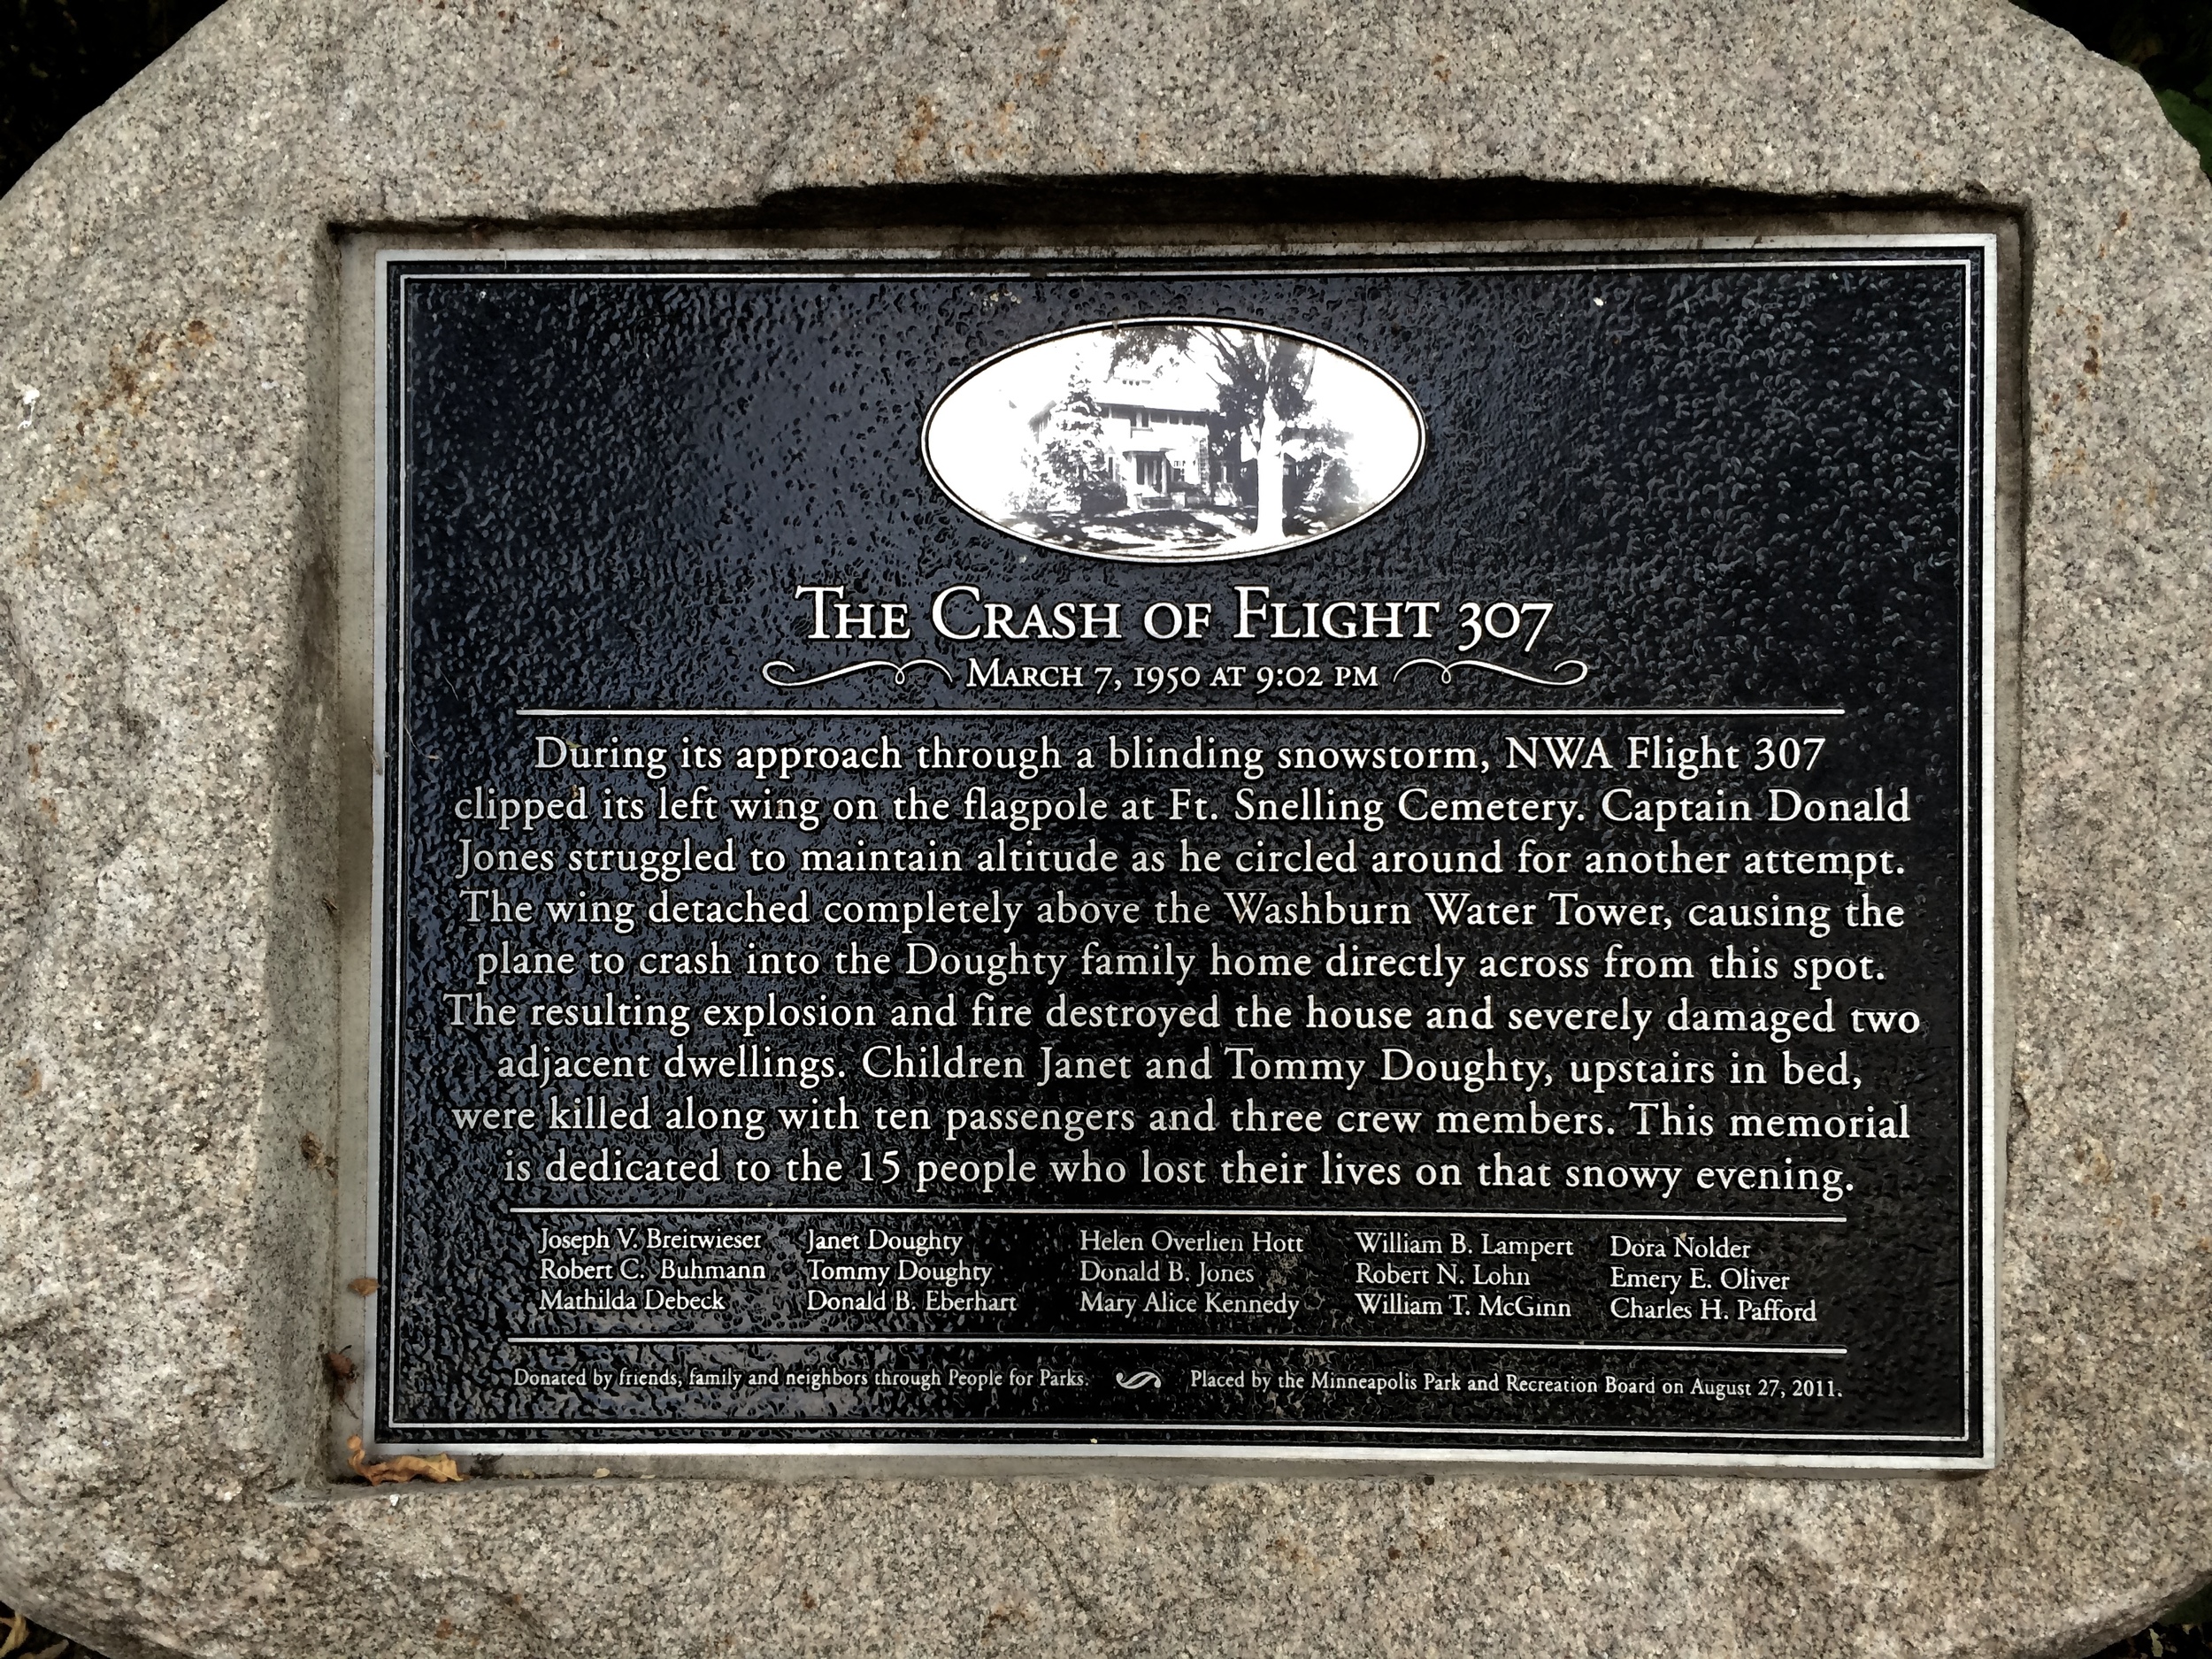 The Crash of Flight 307
March 7, 1950 at 9:02 pm
During its approach through a blinding snowstorm, NWA Flight 307
clipped its left wing on the flagpole at Ft. Snelling Cemetery. Captain Donald
Jones struggled to maintain altitude as he circled around for another attempt.
The wing detached completely above the Washburn Water Tower, causing the
plane to crash into the Doughty family home directly across from this spot.
The resulting explosion and fire destroyed the house and severely damaged two
adjacent dwellings. Children Janet and Tommy Doughty, upstairs in bed,
were killed along with ten passengers and three crew members. This memorial
is dedicated to the 15 people who lost their lives on that snowy evening.
Joseph V. Breitwieser
Robert C. Buhmann
Mathilda Debeck
Janet Doughty
Tommy Doughty
Donald B. Eberhart
Helen Overlien Hott
Donald B. Jones
Mary Alice Kennedy
William B. Lampert
Robert N. Lohn
William T. McGinn
Dora Nolder
Emery E. Oliver
Charles H. Pafford
Donated by friends, family and neighbors through People for Parks.
Placed by the Minneapolis Park and Recreation Board on August 27, 2011.